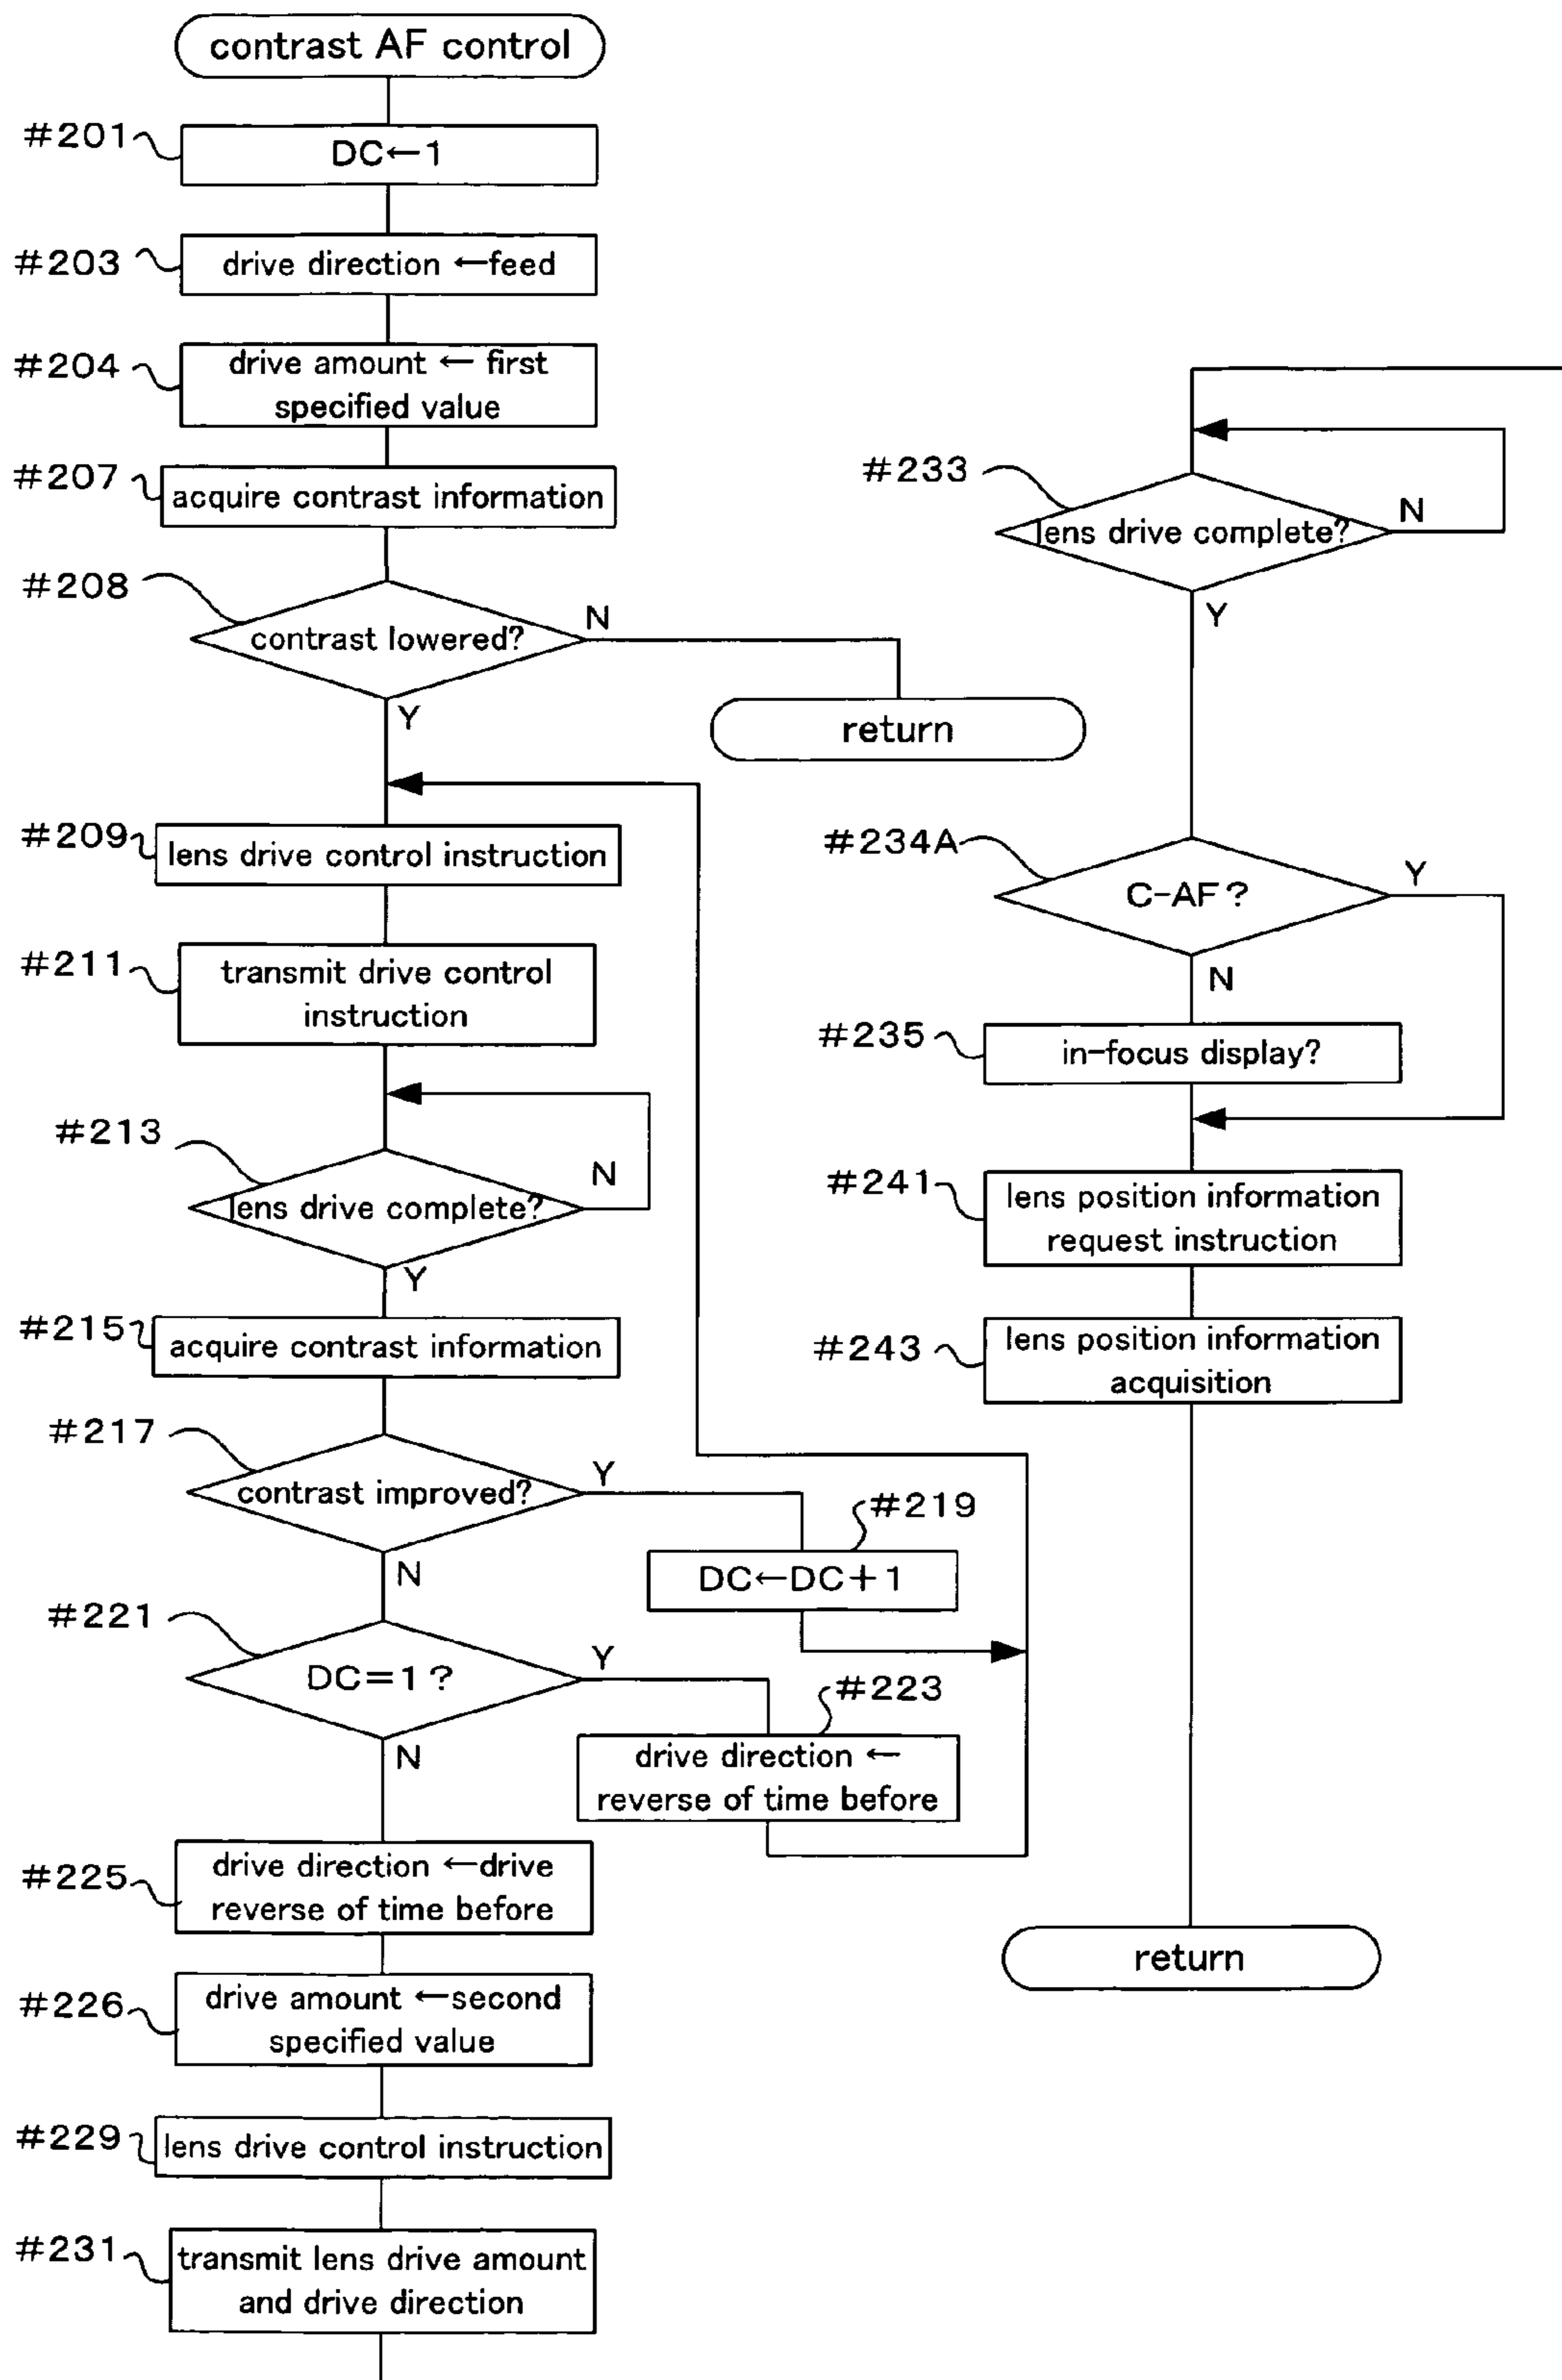 contrast AF control
#201
DC←1
#203
drive direction ←feed
#204
drive amount ← first
specified value
#207
acquire contrast information
#208
contrast lowered?
N
Y
return
#209
lens drive control instruction
#211
transmit drive control
instruction
#213
lens drive complete?
N
Y
#215
acquire contrast information
#217
contrast improved?
Y
N
#219
DC←DC+1
#221
DC=1?
Y
N
#223
drive direction ←
reverse of time before
#225
drive direction ←drive
reverse of time before
#226
drive amount ←second
specified value
#229
lens drive control instruction
#231
transmit lens drive amount
and drive direction
#233
lens drive complete?
N
Y
#234A
C-AF?
Y
N
#235
in-focus display?
#241
lens position information
request instruction
#243
lens position information
acquisition
return